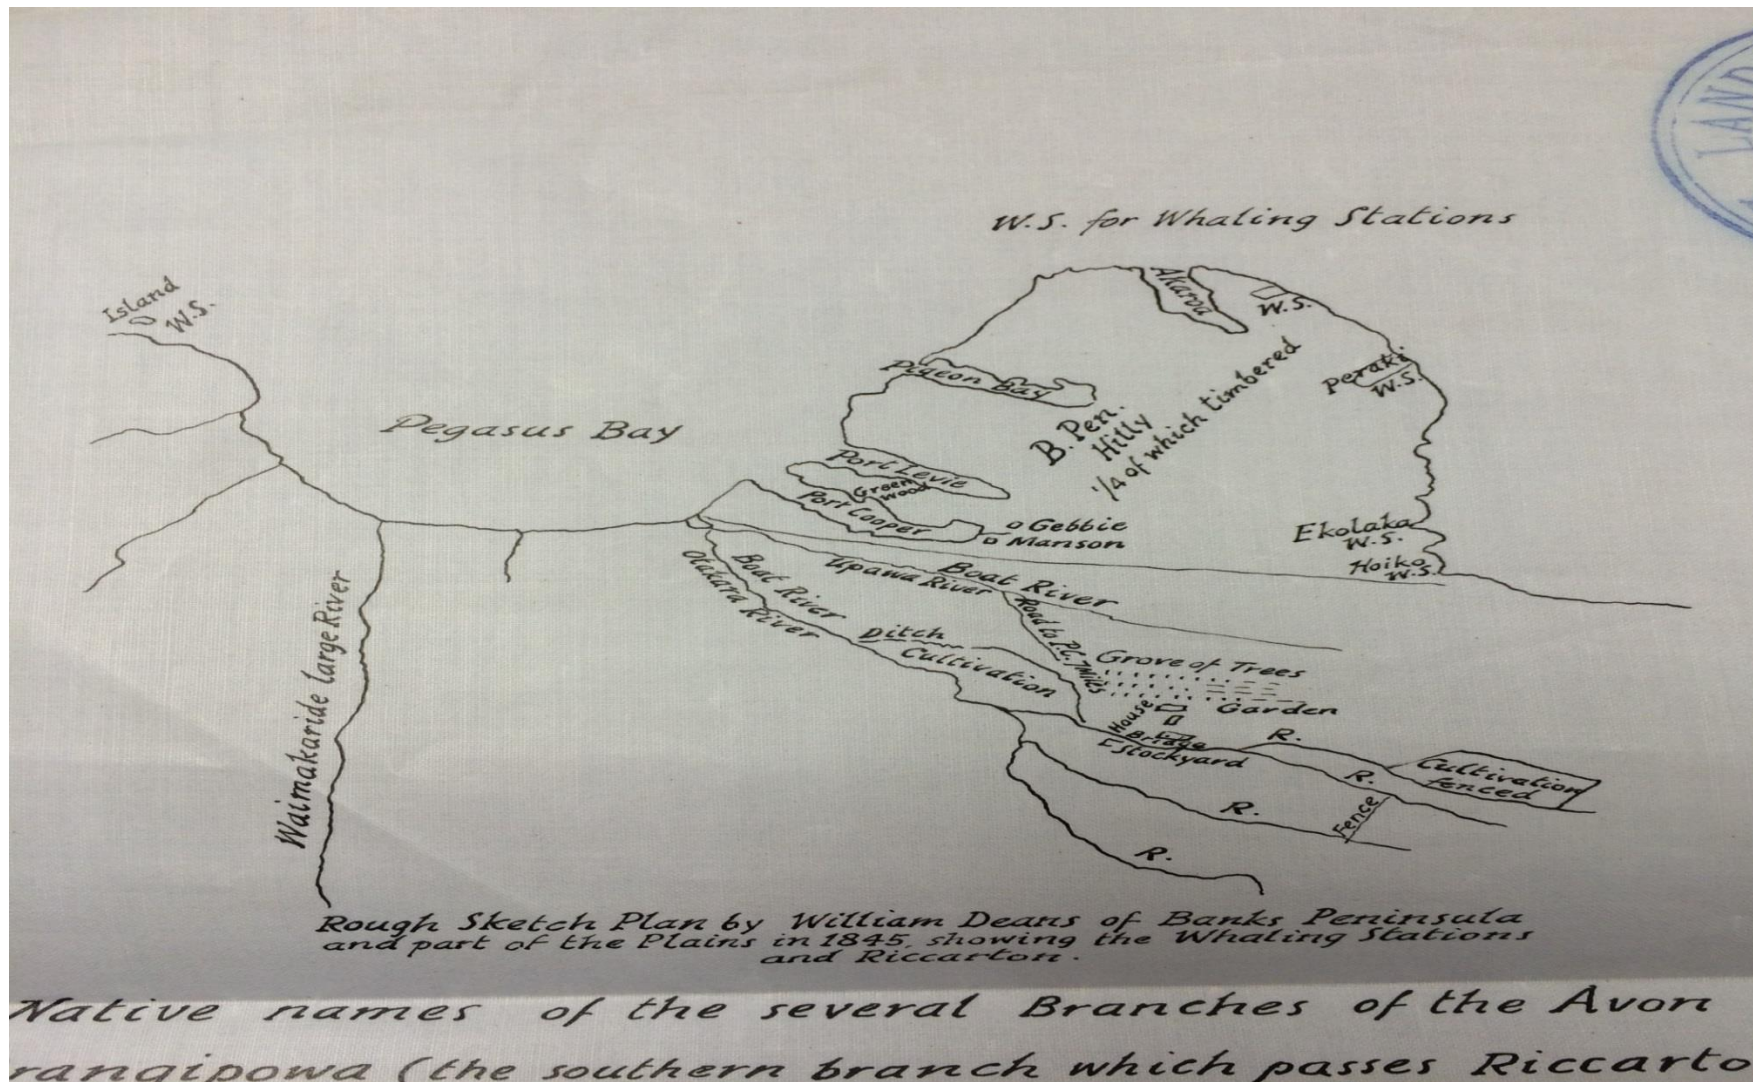 LAND
W.S. for Whaling Stations
Island
W.S.
Akaroa
W.S.
Pigeon Bay
Peraki
W.S.
Pegasus Bay
B. Pen.
Hilly
1/4 of which timbered
Port Levie
Green
wood
Port Cooper
Gebbie
Manson
Ekolaka
W.S.
Hoiko
W.S.
Boat River
Upawa River
Boat River
Otakara River
Road to P.C. 7 miles
Ditch
Cultivation
Grove of Trees
Garden
House
Bridge
Stockyard
R.
R.
Cultivation
fenced
R.
Fence
R.
Waimakaride large River
Rough Sketch Plan by William Deans of Banks Peninsula
and part of the Plains in 1845, showing the Whaling Stations
and Riccarton.
Native names of the several Branches of the Avon
rangipowa (the southern branch which passes Riccarto